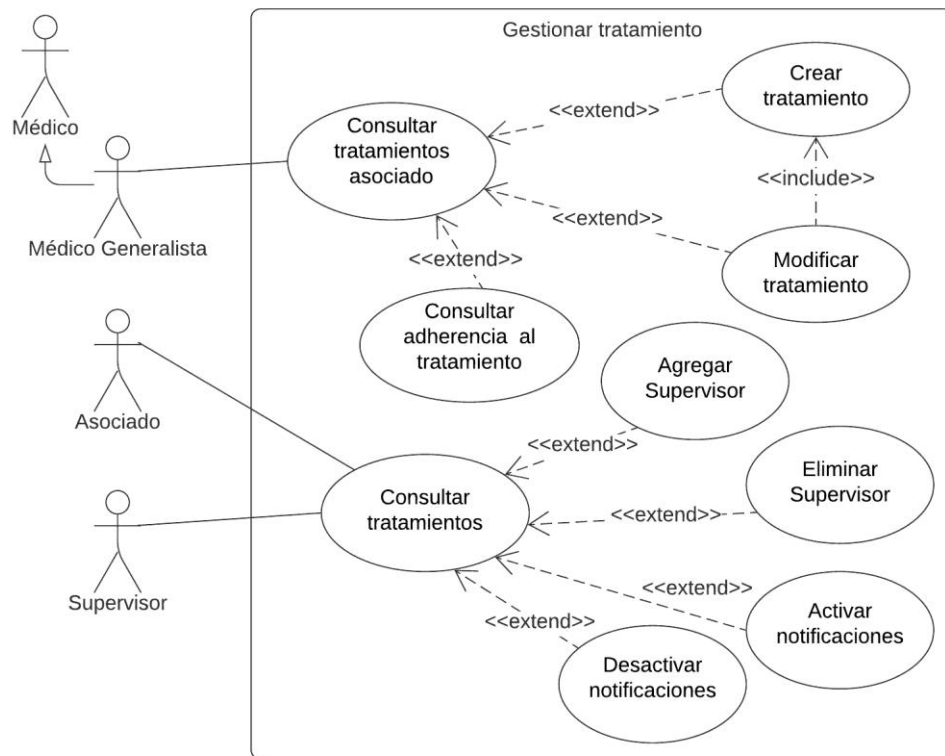 Gestionar tratamiento
Médico
Médico Generalista
Consultar
tratamientos
asociado
<<extend>>
Crear
tratamiento
<<include>>
<<extend>>
Modificar
tratamiento
<<extend>>
Consultar
adherencia al
tratamiento
Asociado
Agregar
Supervisor
<<extend>>
Consultar
tratamientos
Eliminar
Supervisor
<<extend>>
Supervisor
<<extend>>
Activar
notificaciones
<<extend>>
Desactivar
notificaciones